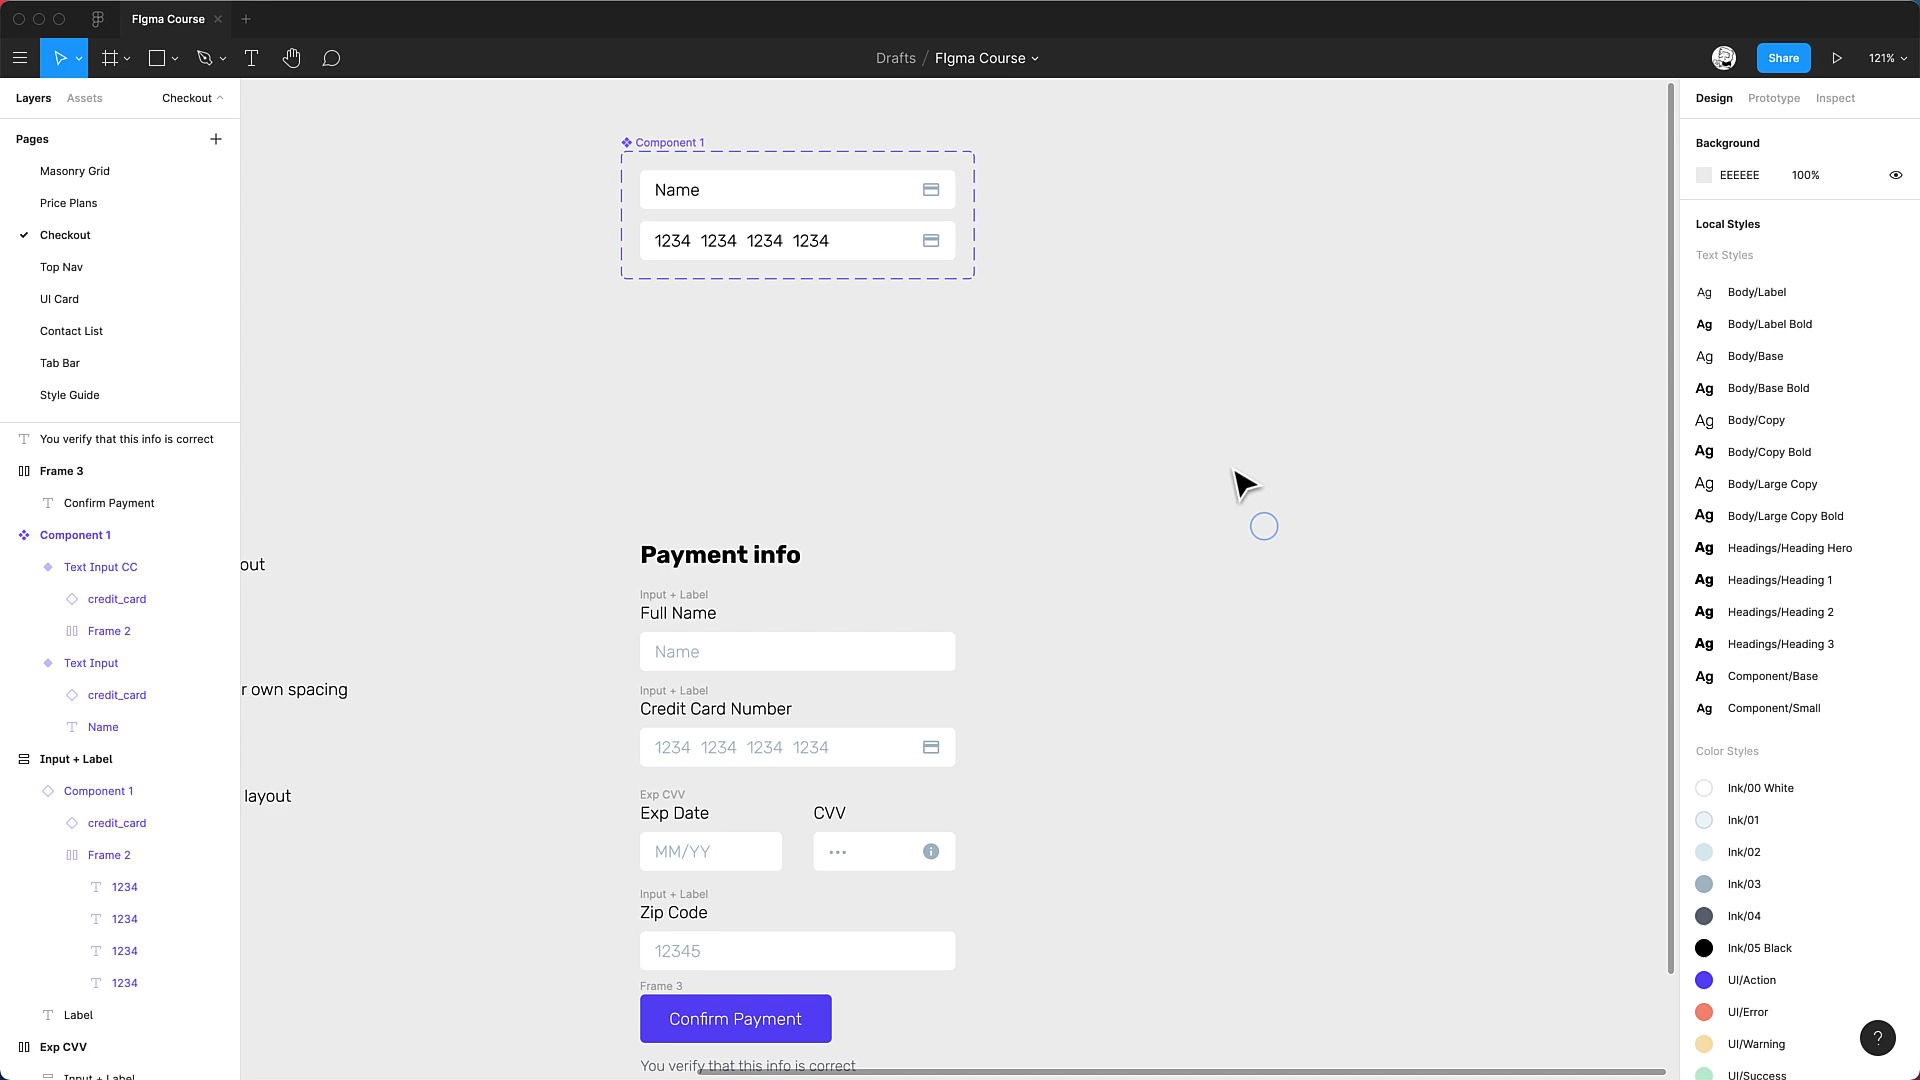 FIgma Course
Drafts / FIgma Course
Share
121%
Layers
Assets
Checkout
Pages
Masonry Grid
Price Plans
Checkout
Top Nav
UI Card
Contact List
Tab Bar
Style Guide
You verify that this info is correct
Frame 3
Confirm Payment
Component 1
Text Input CC
credit_card
Frame 2
Text Input
credit_card
Name
Input + Label
Component 1
credit_card
Frame 2
1234
1234
1234
1234
Label
Exp CVV
Input + Label
out
r own spacing
layout
Component 1
Name
1234 1234 1234 1234
Payment info
Input + Label
Full Name
Name
Input + Label
Credit Card Number
1234 1234 1234 1234
Exp CVV
Exp Date
CVV
MM/YY
Input + Label
Zip Code
12345
Frame 3
Confirm Payment
You verify that this info is correct
Design
Prototype
Inspect
Background
EEEEEE
100%
Local Styles
Text Styles
Ag Body/Label
Ag Body/Label Bold
Ag Body/Base
Ag Body/Base Bold
Ag Body/Copy
Ag Body/Copy Bold
Ag Body/Large Copy
Ag Body/Large Copy Bold
Ag Headings/Heading Hero
Ag Headings/Heading 1
Ag Headings/Heading 2
Ag Headings/Heading 3
Ag Component/Base
Ag Component/Small
Color Styles
Ink/00 White
Ink/01
Ink/02
Ink/03
Ink/04
Ink/05 Black
UI/Action
UI/Error
UI/Warning
UI/Success
?